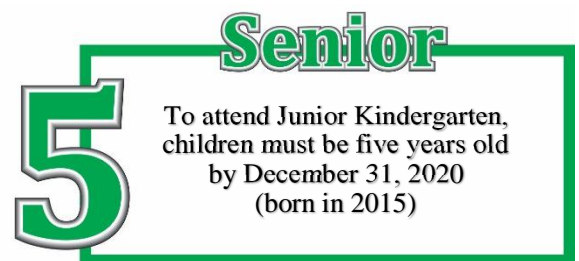 Senior
5
To attend Junior Kindergarten,
children must be five years old
by December 31, 2020
(born in 2015)